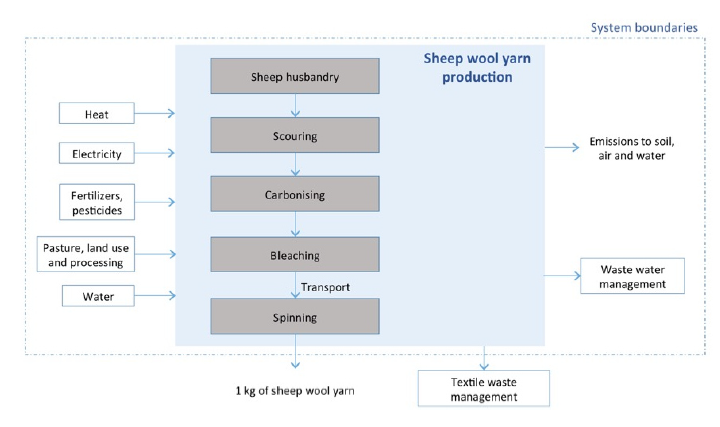 System boundaries
Sheep wool yarn
production
Sheep husbandry
Scouring
Carbonising
Bleaching
Transport
Spinning
Heat
Electricity
Fertilizers,
pesticides
Pasture, land use
and processing
Water
Emissions to soil,
air and water
Waste water
management
1 kg of sheep wool yarn
Textile waste
management